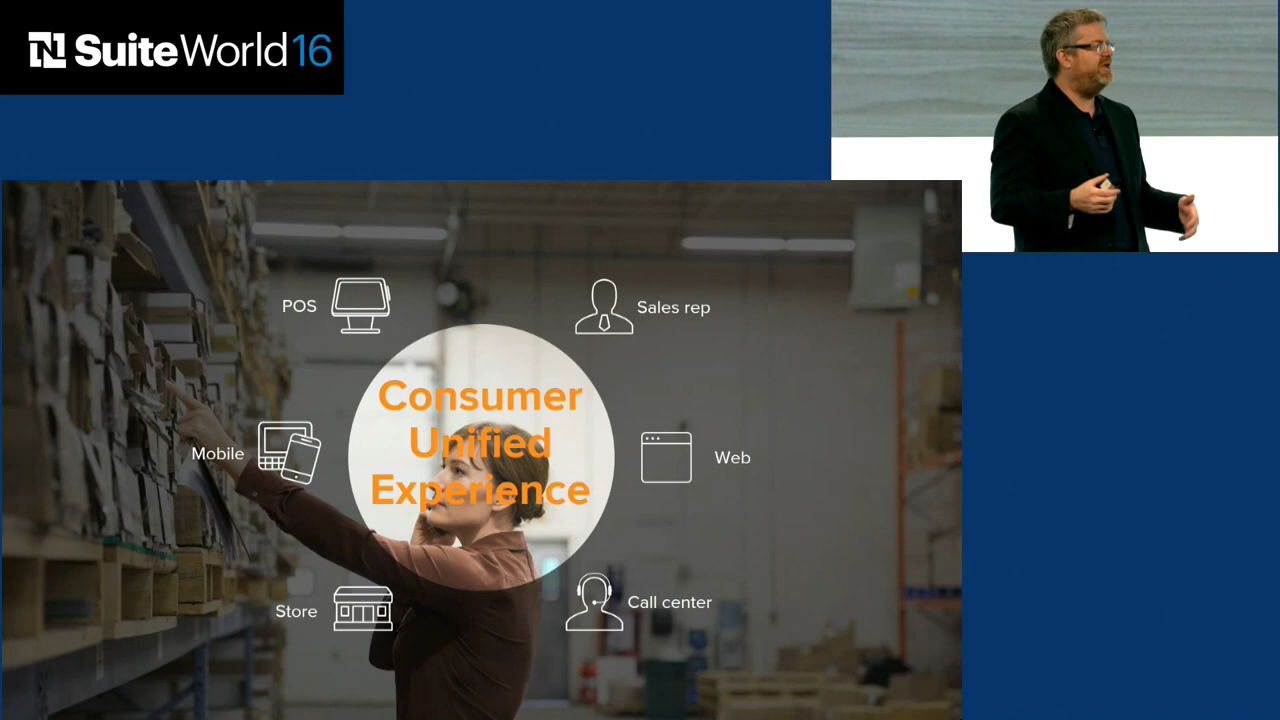 SuiteWorld16
POS
Sales rep
Consumer
Unified
Experience
Mobile
Web
Store
Call center